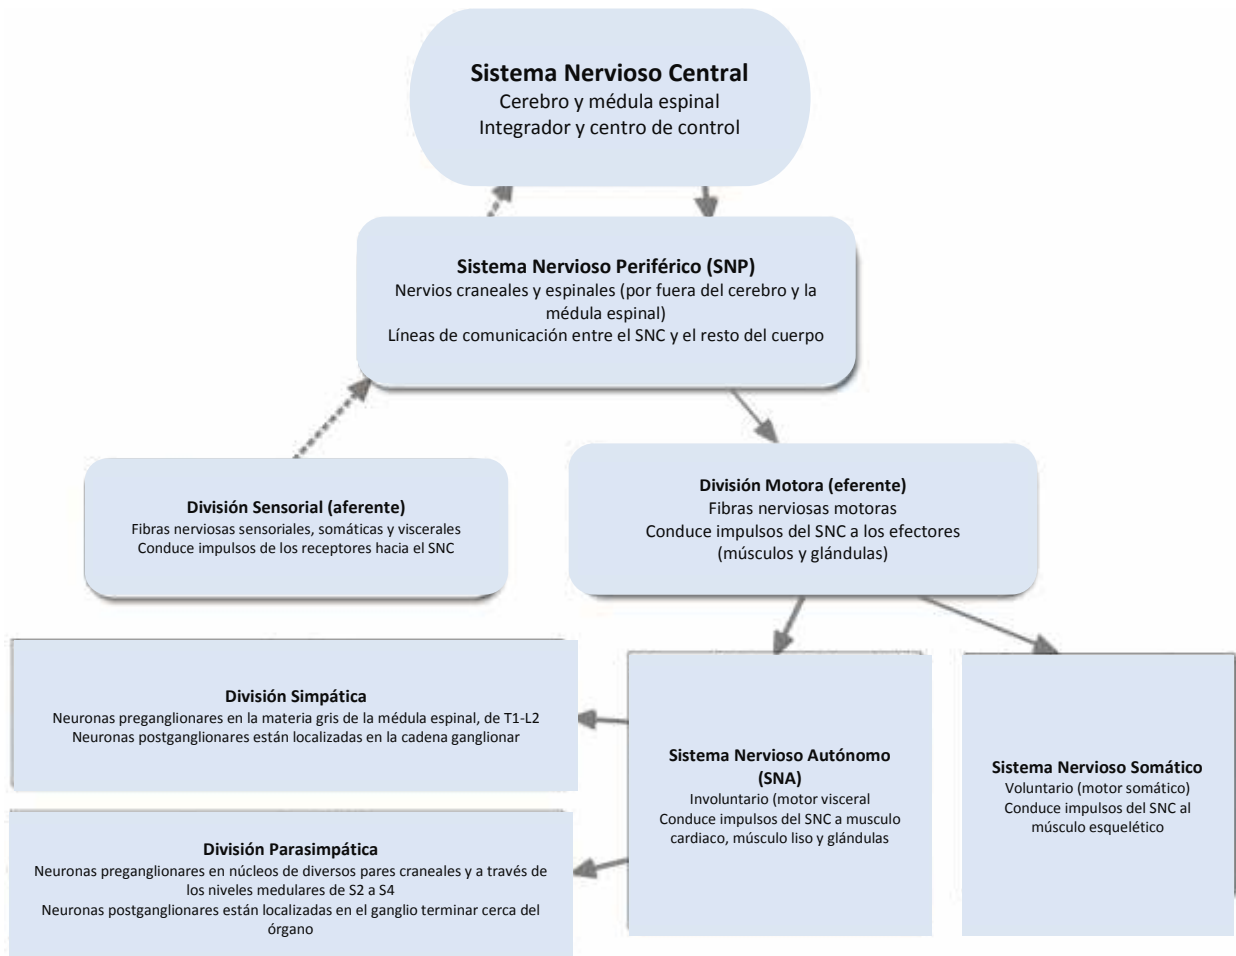 Sistema Nervioso Central
Cerebro y médula espinal
Integrador y centro de control
Sistema Nervioso Periférico (SNP)
Nervios craneales y espinales (por fuera del cerebro y la
médula espinal)
Líneas de comunicación entre el SNC y el resto del cuerpo
División Sensorial (aferente)
Fibras nerviosas sensoriales, somáticas y viscerales
Conduce impulsos de los receptores hacia el SNC
División Motora (eferente)
Fibras nerviosas motoras
Conduce impulsos del SNC a los efectores
(músculos y glándulas)
División Simpática
Neuronas preganglionares en la materia gris de la médula espinal, de T1-L2
Neuronas postganglionares están localizadas en la cadena ganglionar
División Parasimpática
Neuronas preganglionares en núcleos de diversos pares craneales y a través de
los niveles medulares de S2 a S4
Neuronas postganglionares están localizadas en el ganglio terminar cerca del
órgano
Sistema Nervioso Autónomo
(SNA)
Involuntario (motor visceral
Conduce impulsos del SNC a musculo
cardiaco, músculo liso y glándulas
Sistema Nervioso Somático
Voluntario (motor somático)
Conduce impulsos del SNC al
músculo esquelético